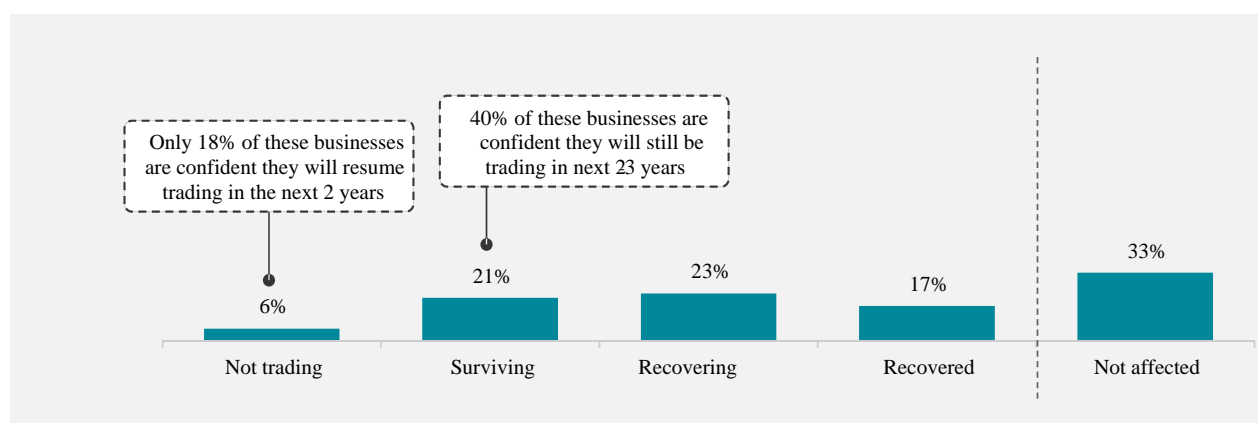 Only 18% of these businesses
are confident they will resume
trading in the next 2 years
40% of these businesses are
confident they will still be
trading in next 23 years
6%
21%
23%
17%
33%
Not trading
Surviving
Recovering
Recovered
Not affected